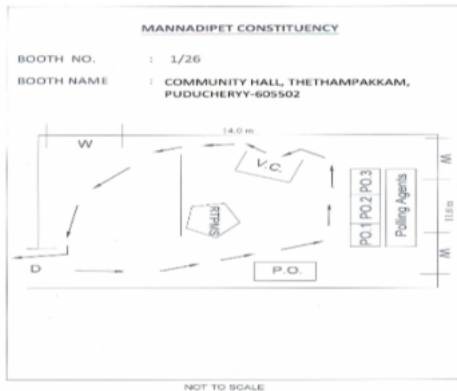 MANNADIPET CONSTITUENCY
BOOTH NO. : 1/26
BOOTH NAME : COMMUNITY HALL, THETHAMPAKKAM,
PUDUCHERYY-605502
14.0 m
W
V.C.
W
PO.1 PO.2 PO.3
Polling Agents
11.6 m
RTPMS
W
D
P.O.
NOT TO SCALE